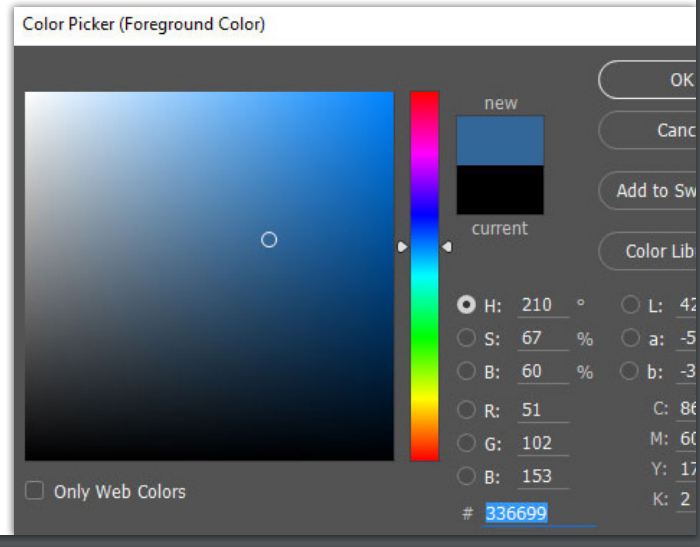 Color Picker (Foreground Color)
new
current
OK
Canc
Add to Sw
Color Lib
H: 210 °
S: 67 %
B: 60 %
R: 51
G: 102
B: 153
# 336699
L: 42
a: -5
b: -3
C: 86
M: 60
Y: 17
K: 2
Only Web Colors